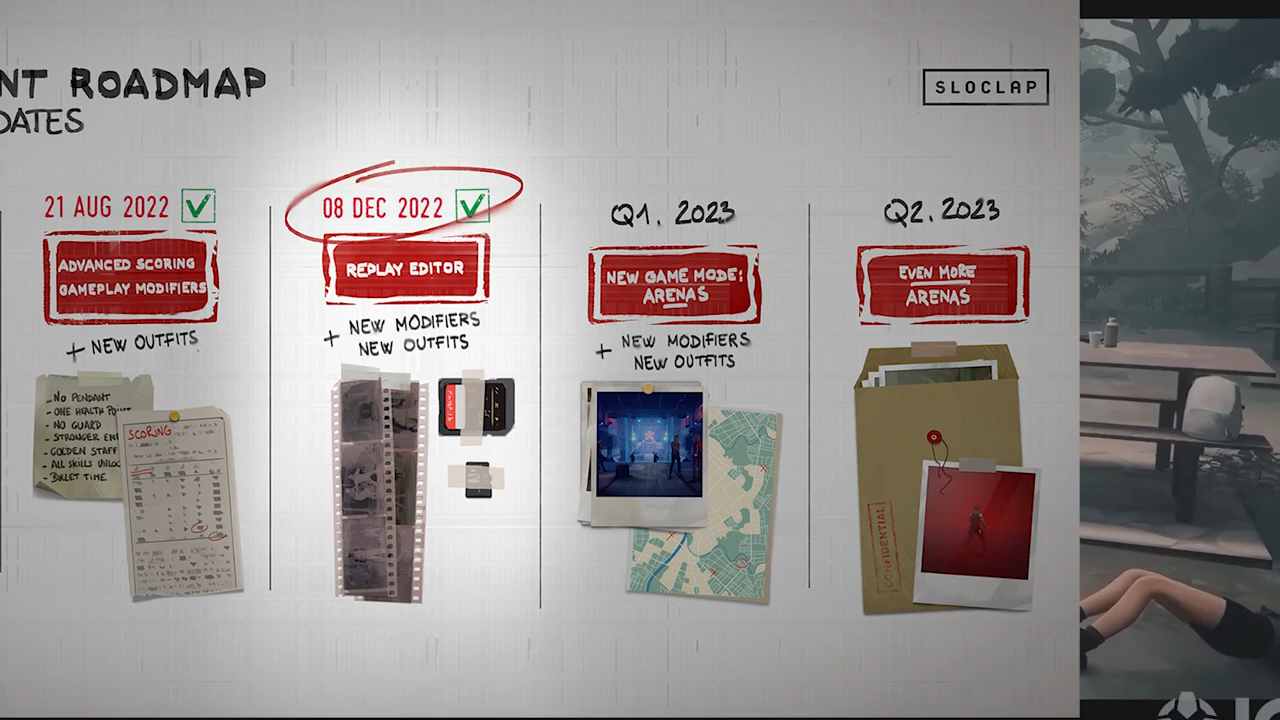 NT ROADMAP
DATES
SLOCLAP
21 AUG 2022
ADVANCED SCORING
GAMEPLAY MODIFIERS
+ NEW OUTFITS
- NO PENDANT
- ONE HEALTH POINT
- NO GUARD
- STRONGER EN
- GOLDEN STAFF
- ALL SKILLS UNLOC
- BULLET TIME
SCORING
08 DEC 2022
REPLAY EDITOR
+ NEW MODIFIERS
NEW OUTFITS
Q1. 2023
NEW GAME MODE:
ARENAS
+ NEW MODIFIERS
NEW OUTFITS
Q2. 2023
EVEN MORE
ARENAS
CONFIDENTIAL